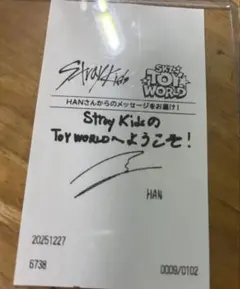 Stray Kids
SKZ TOY WORLD
HANさんからのメッセージをお届け！
Stray Kidsの
TOY WORLDへようこそ！
HAN
20251227
6738 0009/0102